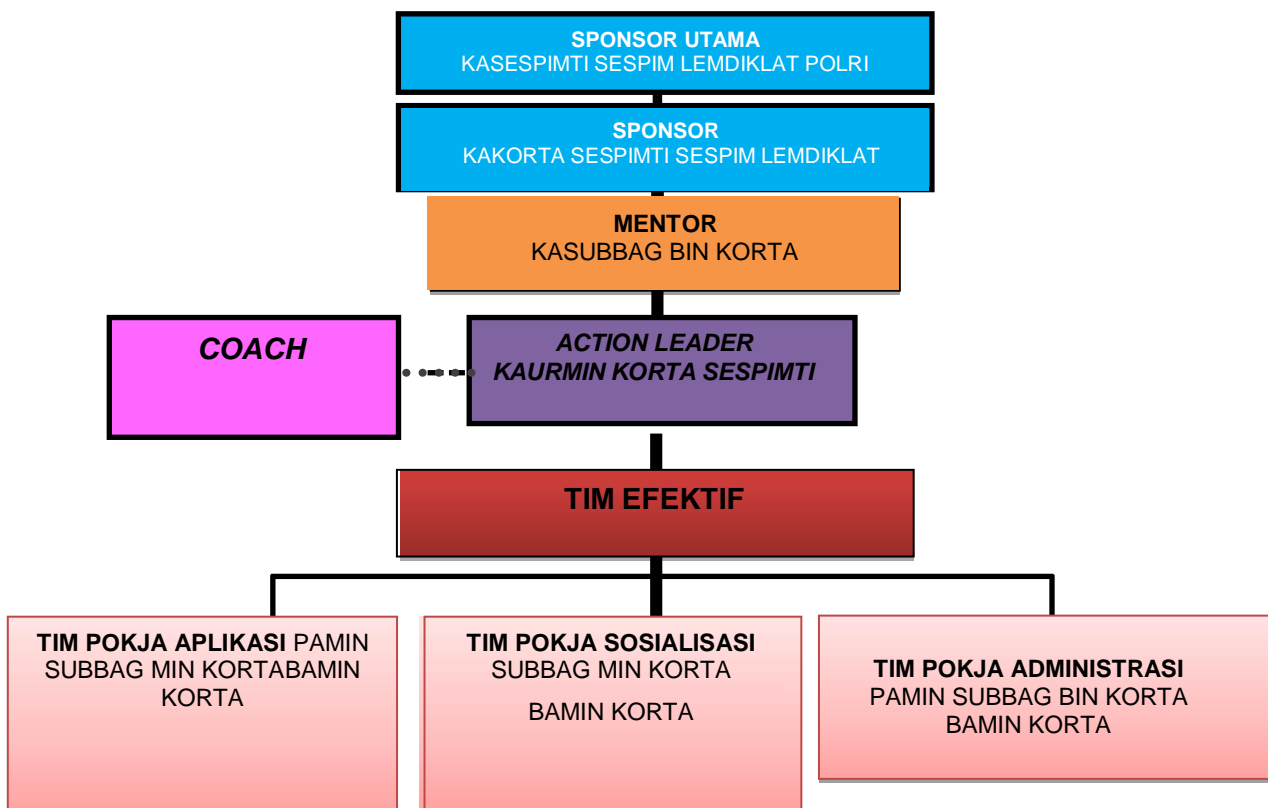 SPONSOR UTAMA
KASESPIMTI SESPIM LEMDIKLAT POLRI
SPONSOR
KAKORTA SESPIMTI SESPIM LEMDIKLAT
MENTOR
KASUBBAG BIN KORTA
COACH
ACTION LEADER
KAURMIN KORTA SESPIMTI
TIM EFEKTIF
TIM POKJA APLIKASI PAMIN
SUBBAG MIN KORTABAMIN
KORTA
TIM POKJA SOSIALISASI
SUBBAG MIN KORTA
BAMIN KORTA
TIM POKJA ADMINISTRASI
PAMIN SUBBAG BIN KORTA
BAMIN KORTA